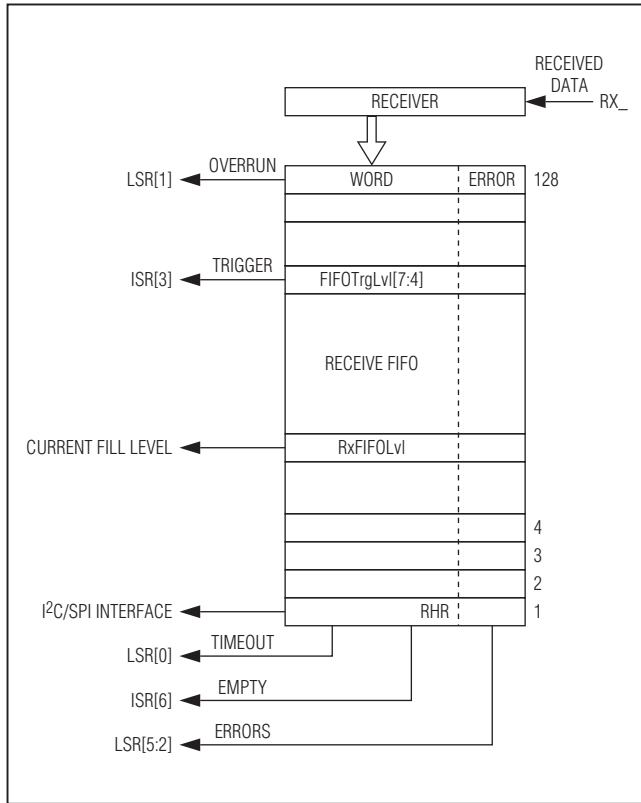 RECEIVED
DATA
RECEIVER
RX_
OVERRUN
LSR[1]
WORD
ERROR
128
TRIGGER
ISR[3]
FIFOTrgLvl[7:4]
RECEIVE FIFO
CURRENT FILL LEVEL
RxFIFOLvl
4
3
2
I²C/SPI INTERFACE
RHR
1
TIMEOUT
LSR[0]
EMPTY
ISR[6]
ERRORS
LSR[5:2]